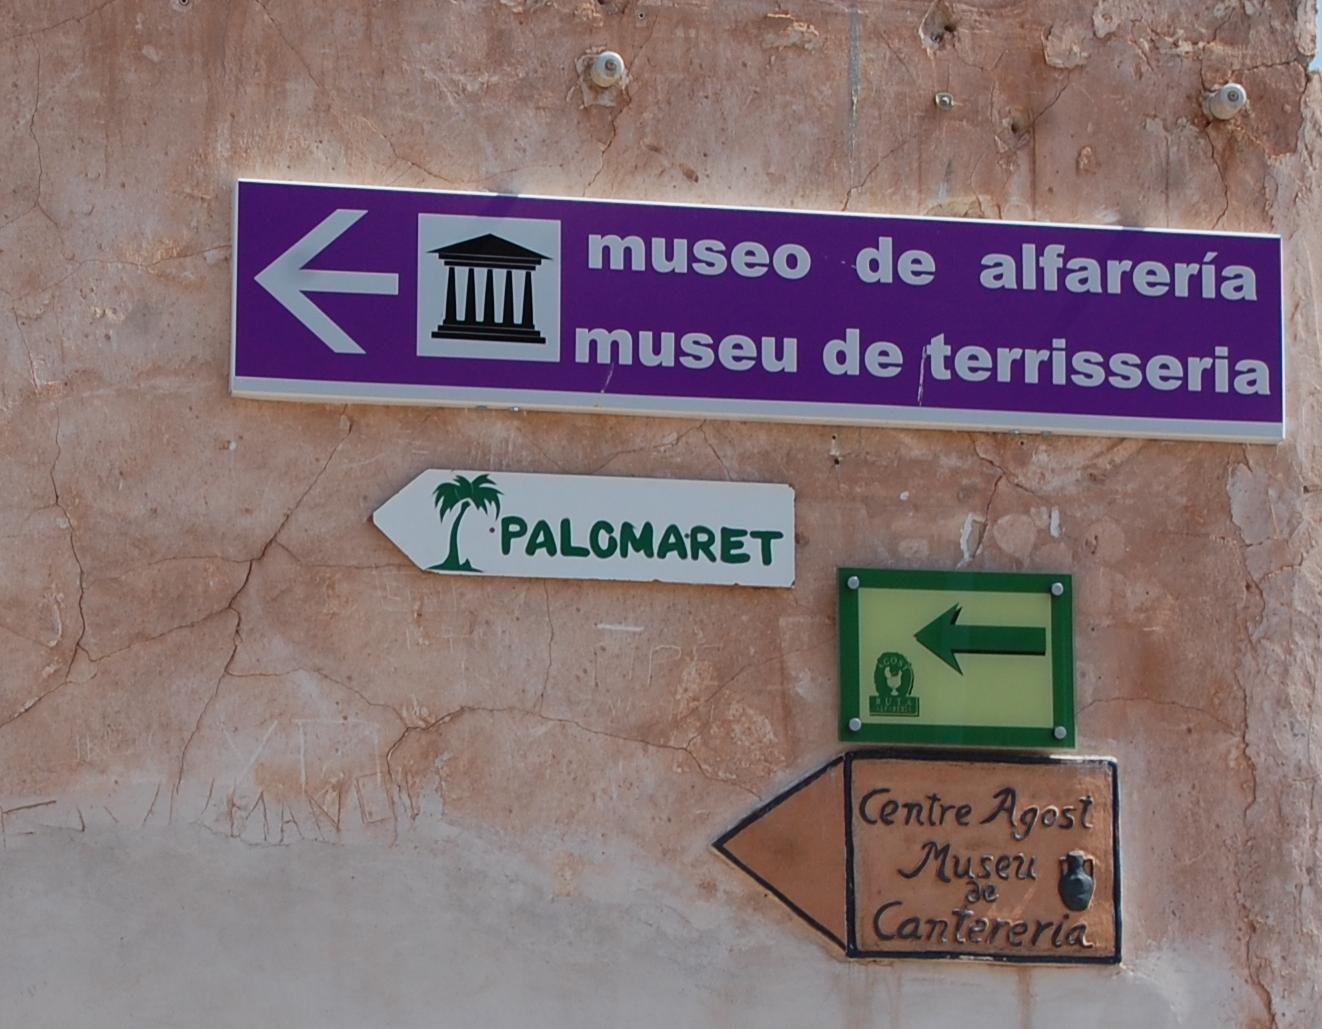 museo de alfarería
museu de terrisseria
PALOMARET
AGOST
RUTA
Centre Agost
Museu
de
Cantereria